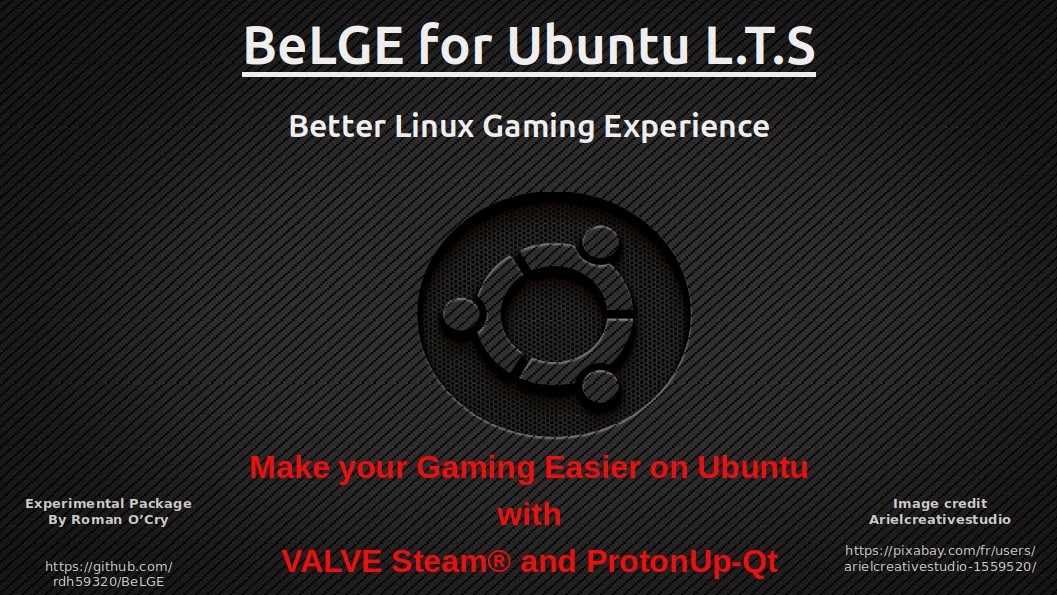 BeLGE for Ubuntu L.T.S
Better Linux Gaming Experience
Make your Gaming Easier on Ubuntu
with
VALVE Steam® and ProtonUp-Qt
Experimental Package
By Roman O’Cry
https://github.com/
rdh59320/BeLGE
Image credit
Arielcreativestudio
https://pixabay.com/fr/users/
arielcreativestudio-1559520/